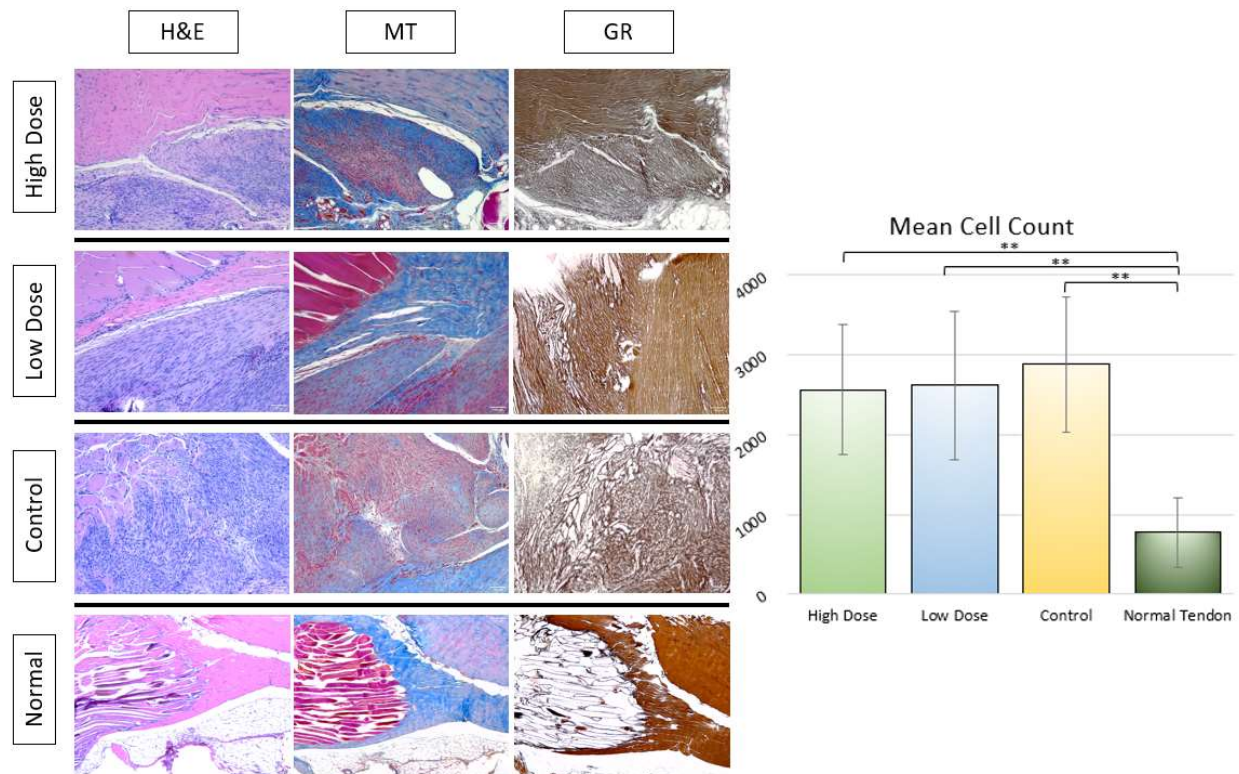 H&E
MT
GR
High Dose
Low Dose
Control
Normal
Mean Cell Count
**
**
**
4000
3000
2000
1000
0
High Dose
Low Dose
Control
Normal Tendon